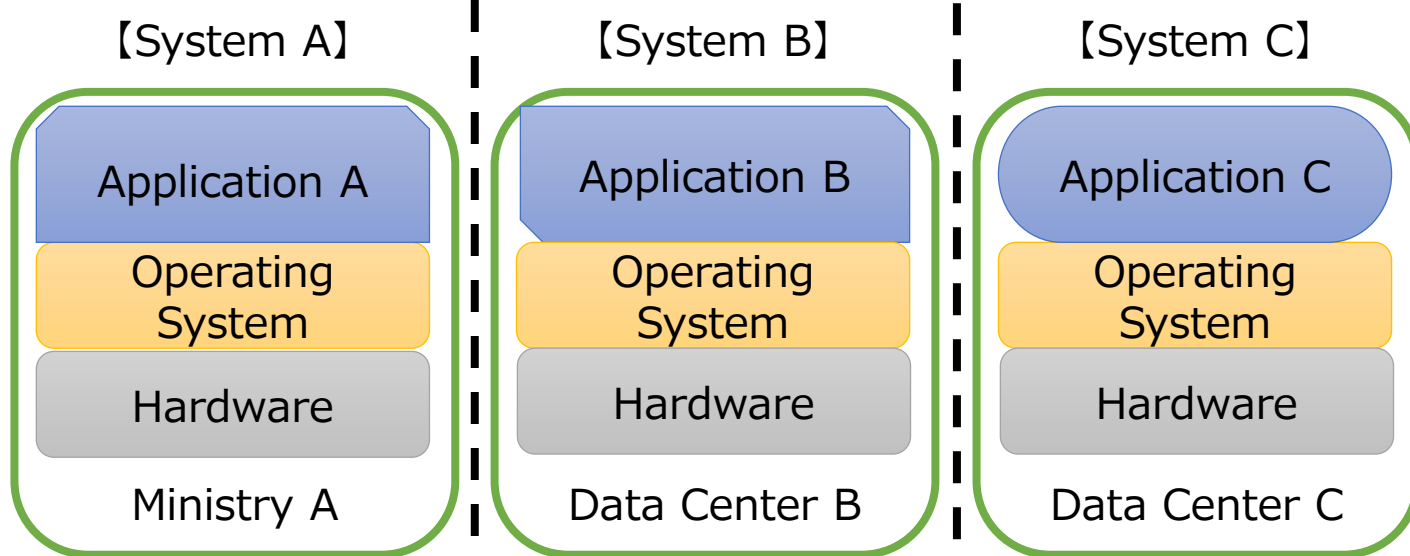 【System A】
【System B】
【System C】
Application A
Application B
Application C
Operating
System
Operating
System
Operating
System
Hardware
Hardware
Hardware
Ministry A
Data Center B
Data Center C